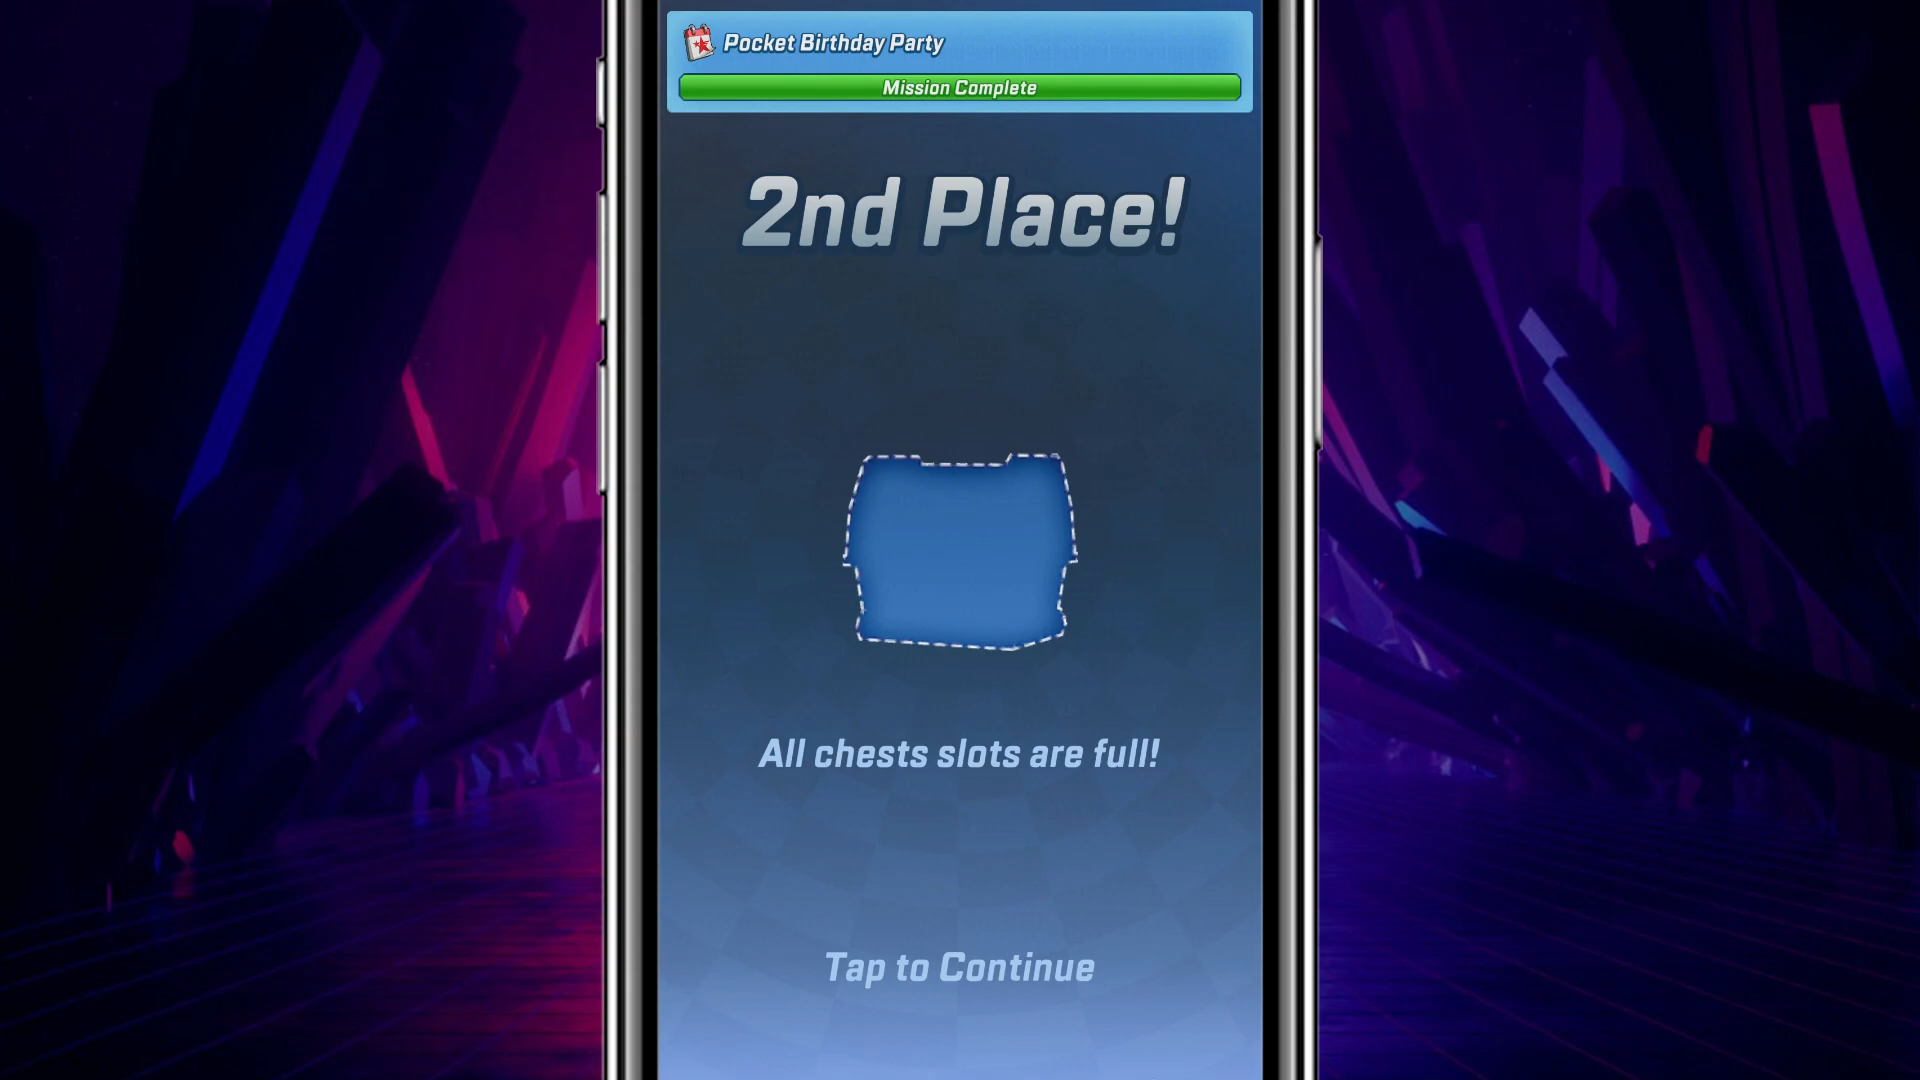 Pocket Birthday Party
Mission Complete
2nd Place!
All chests slots are full!
Tap to Continue